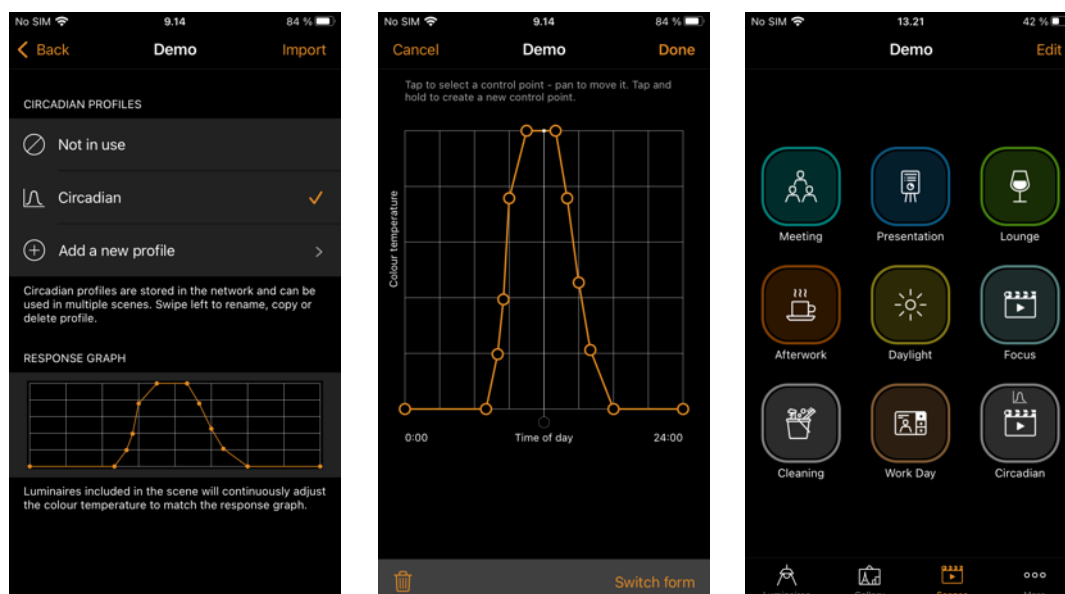 No SIM 9.14 84 %
Back Demo Import
CIRCADIAN PROFILES
Not in use
Circadian
Add a new profile
Circadian profiles are stored in the network and can be
used in multiple scenes. Swipe left to rename, copy or
delete profile.
RESPONSE GRAPH
Luminaires included in the scene will continuously adjust
the colour temperature to match the response graph.
No SIM 9.14 84 %
Cancel Demo Done
Tap to select a control point - pan to move it. Tap and
hold to create a new control point.
Colour temperature
0:00 Time of day 24:00
Switch form
No SIM 13.21 42 %
Demo Edit
Meeting Presentation Lounge
Afterwork Daylight Focus
Cleaning Work Day Circadian